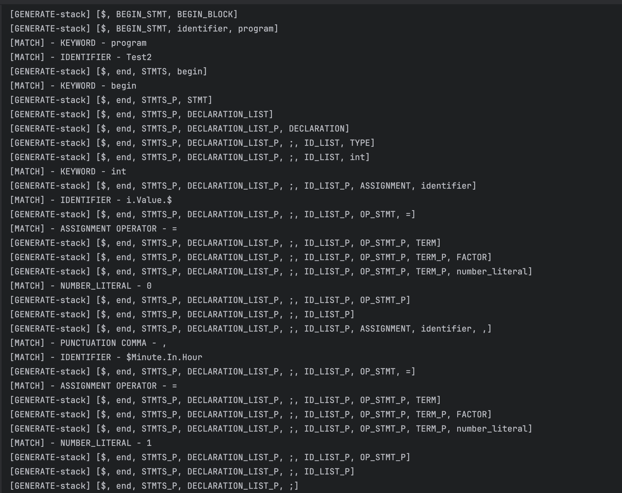 [GENERATE-stack] [$, BEGIN_STMT, BEGIN_BLOCK]
[GENERATE-stack] [$, BEGIN_STMT, identifier, program]
[MATCH] - KEYWORD - program
[MATCH] - IDENTIFIER - Test2
[GENERATE-stack] [$, end, STMTS, begin]
[MATCH] - KEYWORD - begin
[GENERATE-stack] [$, end, STMTS_P, STMT]
[GENERATE-stack] [$, end, STMTS_P, DECLARATION_LIST]
[GENERATE-stack] [$, end, STMTS_P, DECLARATION_LIST_P, DECLARATION]
[GENERATE-stack] [$, end, STMTS_P, DECLARATION_LIST_P, ;, ID_LIST, TYPE]
[GENERATE-stack] [$, end, STMTS_P, DECLARATION_LIST_P, ;, ID_LIST, int]
[MATCH] - KEYWORD - int
[GENERATE-stack] [$, end, STMTS_P, DECLARATION_LIST_P, ;, ID_LIST_P, ASSIGNMENT, identifier]
[MATCH] - IDENTIFIER - i.Value.$
[GENERATE-stack] [$, end, STMTS_P, DECLARATION_LIST_P, ;, ID_LIST_P, OP_STMT, =]
[MATCH] - ASSIGNMENT OPERATOR - =
[GENERATE-stack] [$, end, STMTS_P, DECLARATION_LIST_P, ;, ID_LIST_P, OP_STMT_P, TERM]
[GENERATE-stack] [$, end, STMTS_P, DECLARATION_LIST_P, ;, ID_LIST_P, OP_STMT_P, TERM_P, FACTOR]
[GENERATE-stack] [$, end, STMTS_P, DECLARATION_LIST_P, ;, ID_LIST_P, OP_STMT_P, TERM_P, number_literal]
[MATCH] - NUMBER_LITERAL - 0
[GENERATE-stack] [$, end, STMTS_P, DECLARATION_LIST_P, ;, ID_LIST_P, OP_STMT_P]
[GENERATE-stack] [$, end, STMTS_P, DECLARATION_LIST_P, ;, ID_LIST_P]
[GENERATE-stack] [$, end, STMTS_P, DECLARATION_LIST_P, ;, ID_LIST_P, ASSIGNMENT, identifier, ,]
[MATCH] - PUNCTUATION COMMA - ,
[MATCH] - IDENTIFIER - $Minute.In.Hour
[GENERATE-stack] [$, end, STMTS_P, DECLARATION_LIST_P, ;, ID_LIST_P, OP_STMT, =]
[MATCH] - ASSIGNMENT OPERATOR - =
[GENERATE-stack] [$, end, STMTS_P, DECLARATION_LIST_P, ;, ID_LIST_P, OP_STMT_P, TERM]
[GENERATE-stack] [$, end, STMTS_P, DECLARATION_LIST_P, ;, ID_LIST_P, OP_STMT_P, TERM_P, FACTOR]
[GENERATE-stack] [$, end, STMTS_P, DECLARATION_LIST_P, ;, ID_LIST_P, OP_STMT_P, TERM_P, number_literal]
[MATCH] - NUMBER_LITERAL - 1
[GENERATE-stack] [$, end, STMTS_P, DECLARATION_LIST_P, ;, ID_LIST_P, OP_STMT_P]
[GENERATE-stack] [$, end, STMTS_P, DECLARATION_LIST_P, ;, ID_LIST_P]
[GENERATE-stack] [$, end, STMTS_P, DECLARATION_LIST_P, ;]